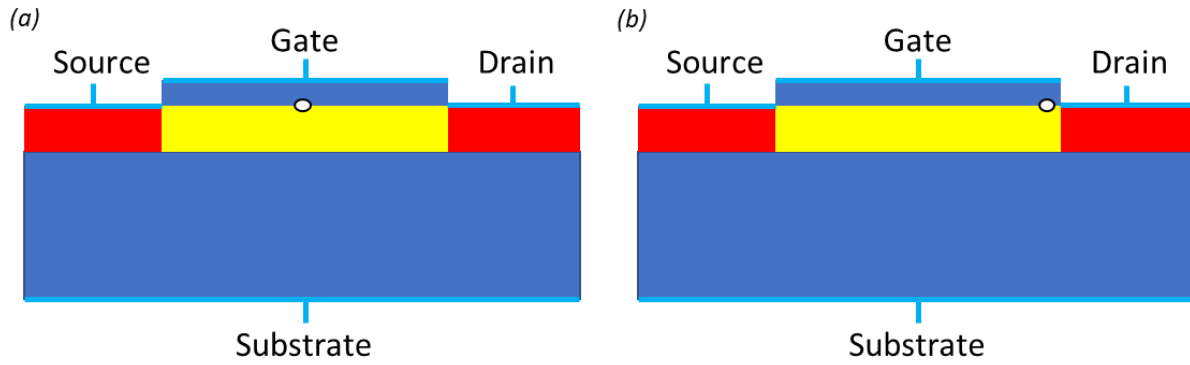 (a)
Gate
Source
Drain
Substrate
(b)
Gate
Source
Drain
Substrate